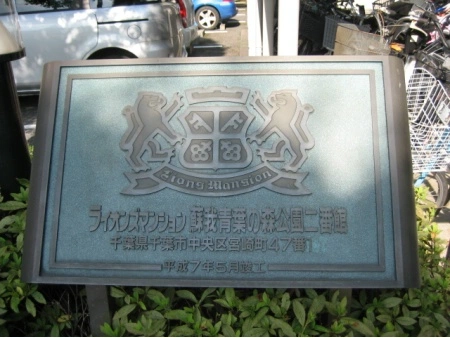 Lions Mansion
ライオンズマンション 蘇我青葉の森公園二番館
千葉県千葉市中央区宮崎町147番1
平成7年5月竣工